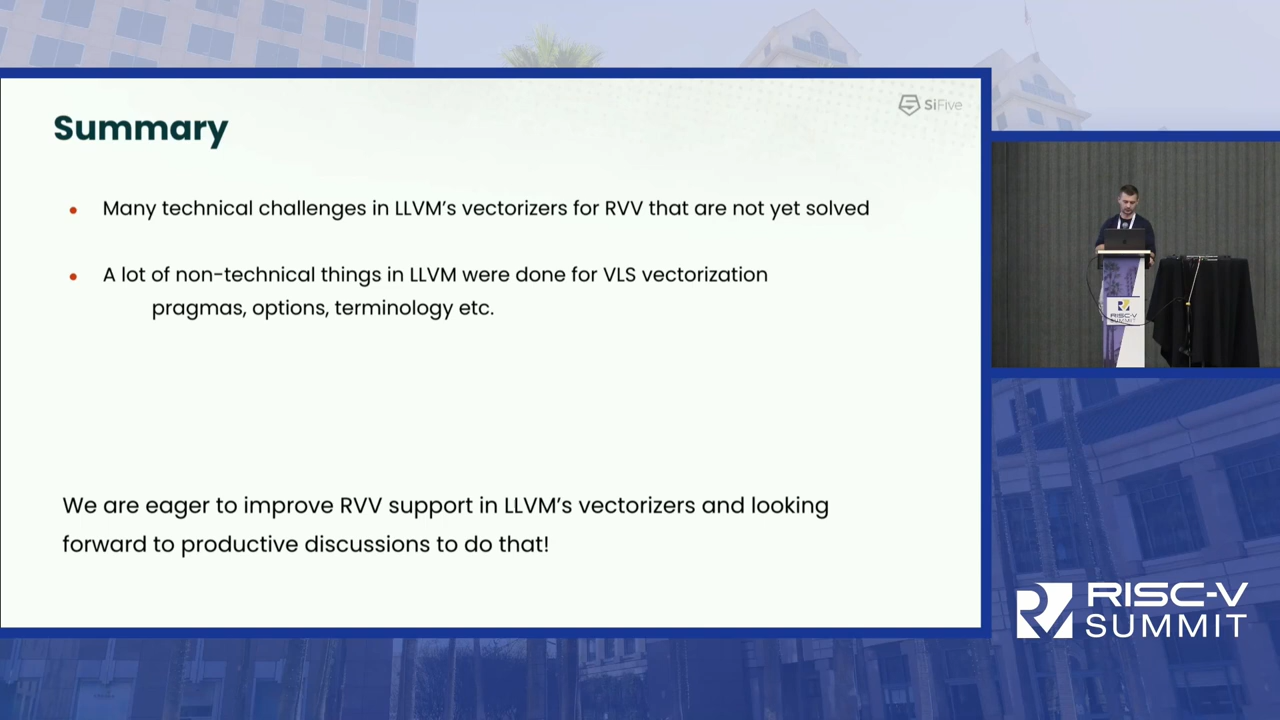 SiFive
Summary
• Many technical challenges in LLVM's vectorizers for RVV that are not yet solved
• A lot of non-technical things in LLVM were done for VLS vectorization
pragmas, options, terminology etc.
We are eager to improve RVV support in LLVM's vectorizers and looking
forward to productive discussions to do that!
RISC-V
SUMMIT
RISC-V
SUMMIT